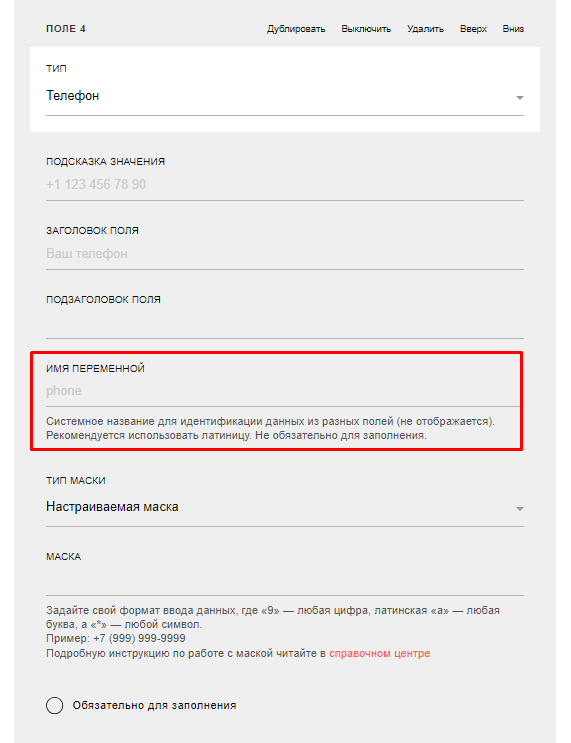 ПОЛЕ 4 Дублировать Выключить Удалить Вверх Вниз
ТИП
Телефон
ПОДСКАЗКА ЗНАЧЕНИЯ
+1 123 456 78 90
ЗАГОЛОВОК ПОЛЯ
Ваш телефон
ПОДЗАГОЛОВОК ПОЛЯ
ИМЯ ПЕРЕМЕННОЙ
phone
Системное название для идентификации данных из разных полей (не отображается).
Рекомендуется использовать латиницу. Не обязательно для заполнения.
ТИП МАСКИ
Настраиваемая маска
МАСКА
Задайте свой формат ввода данных, где «9» — любая цифра, латинская «а» — любая
буква, а «*» — любой символ.
Пример: +7 (999) 999-9999
Подробную инструкцию по работе с маской читайте в справочном центре
Обязательно для заполнения